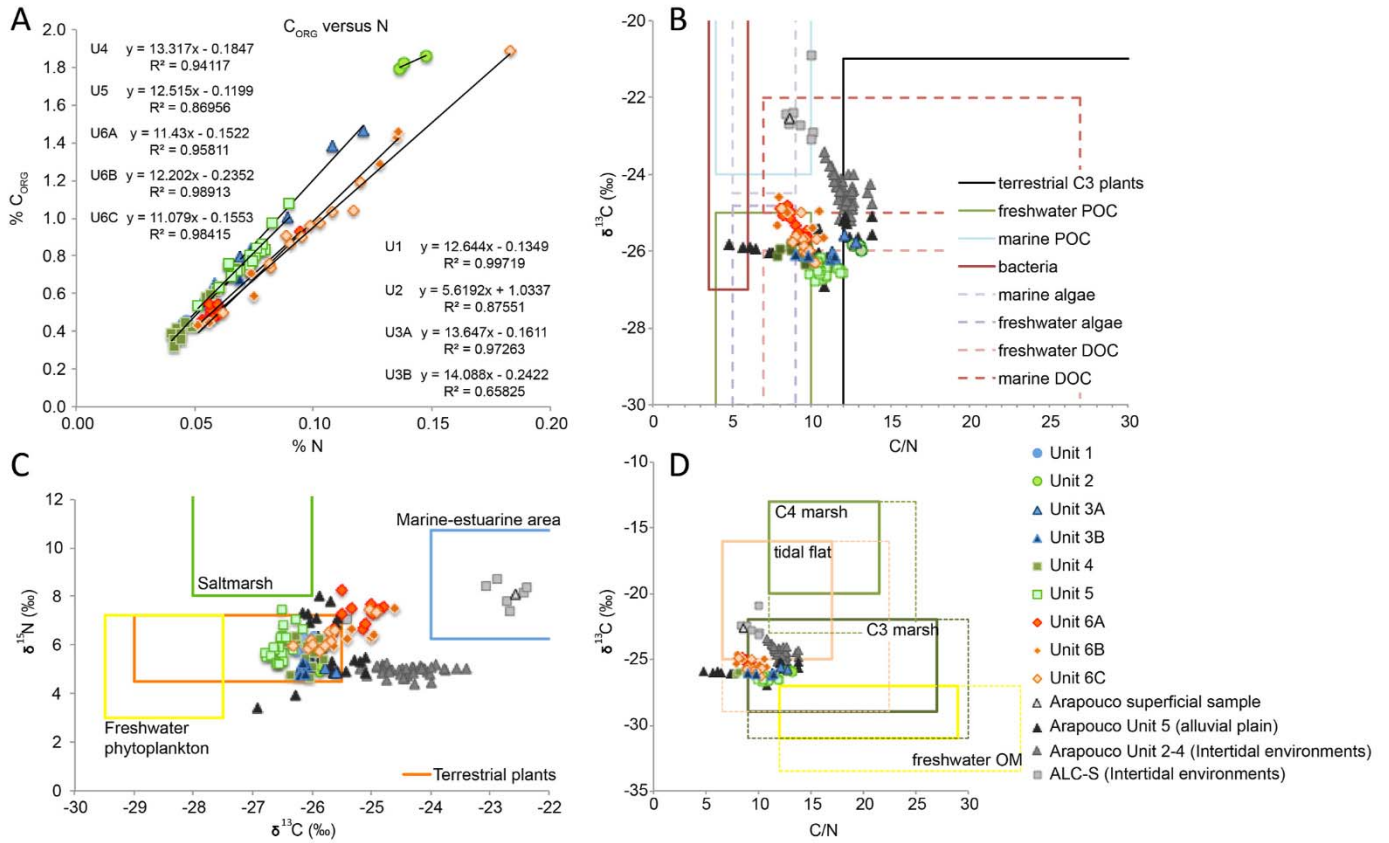 A
C_ORG versus N
% C_ORG
2.0
1.8
1.6
1.4
1.2
1.0
0.8
0.6
0.4
0.2
0.0
U4 y = 13.317x - 0.1847
R² = 0.94117
U5 y = 12.515x - 0.1199
R² = 0.86956
U6A y = 11.43x - 0.1522
R² = 0.95811
U6B y = 12.202x - 0.2352
R² = 0.98913
U6C y = 11.079x - 0.1553
R² = 0.98415
U1 y = 12.644x - 0.1349
R² = 0.99719
U2 y = 5.6192x + 1.0337
R² = 0.87551
U3A y = 13.647x - 0.1611
R² = 0.97263
U3B y = 14.088x - 0.2422
R² = 0.65825
0.00 0.05 0.10 0.15 0.20
% N
B
δ¹³C (‰)
-20
-22
-24
-26
-28
-30
terrestrial C3 plants
freshwater POC
marine POC
bacteria
marine algae
freshwater algae
freshwater DOC
marine DOC
0 5 10 15 20 25 30
C/N
C
δ¹⁵N (‰)
12
10
8
6
4
2
0
Marine-estuarine area
Saltmarsh
Freshwater
phytoplankton
Terrestrial plants
-30 -29 -28 -27 -26 -25 -24 -23 -22
δ¹³C (‰)
D
δ¹³C (‰)
-10
-15
-20
-25
-30
-35
C4 marsh
tidal flat
C3 marsh
freshwater OM
0 5 10 15 20 25 30
C/N
Unit 1
Unit 2
Unit 3A
Unit 3B
Unit 4
Unit 5
Unit 6A
Unit 6B
Unit 6C
Arapouco superficial sample
Arapouco Unit 5 (alluvial plain)
Arapouco Unit 2-4 (Intertidal environments)
ALC-S (Intertidal environments)